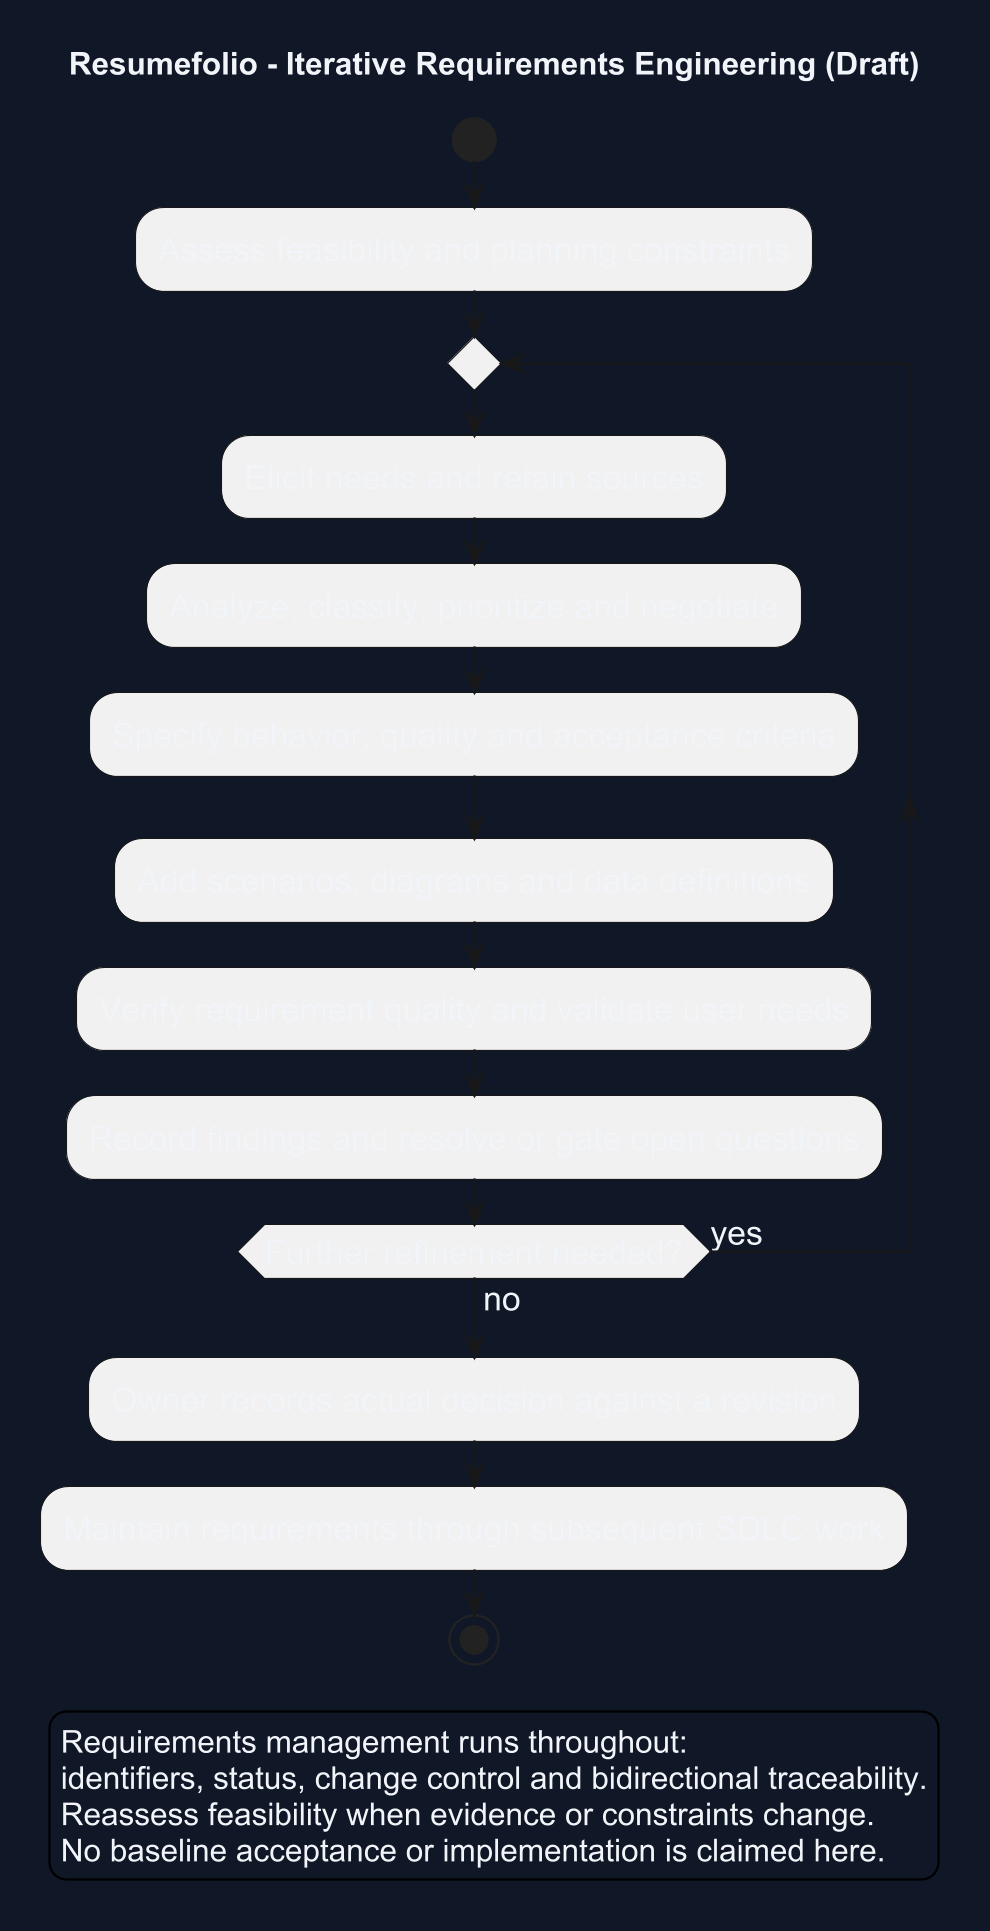 Resumefolio - Iterative Requirements Engineering (Draft)
Assess feasibility and planning constraints
Elicit needs and retain sources
Analyze, classify, prioritize and negotiate
Specify behavior, quality and acceptance criteria
Add scenarios, diagrams and data definitions
Verify requirement quality and validate user needs
Record findings and resolve or gate open questions
Further refinement needed?
yes
no
Owner records actual decision against a revision
Maintain requirements through subsequent SDLC work
Requirements management runs throughout:
identifiers, status, change control and bidirectional traceability.
Reassess feasibility when evidence or constraints change.
No baseline acceptance or implementation is claimed here.